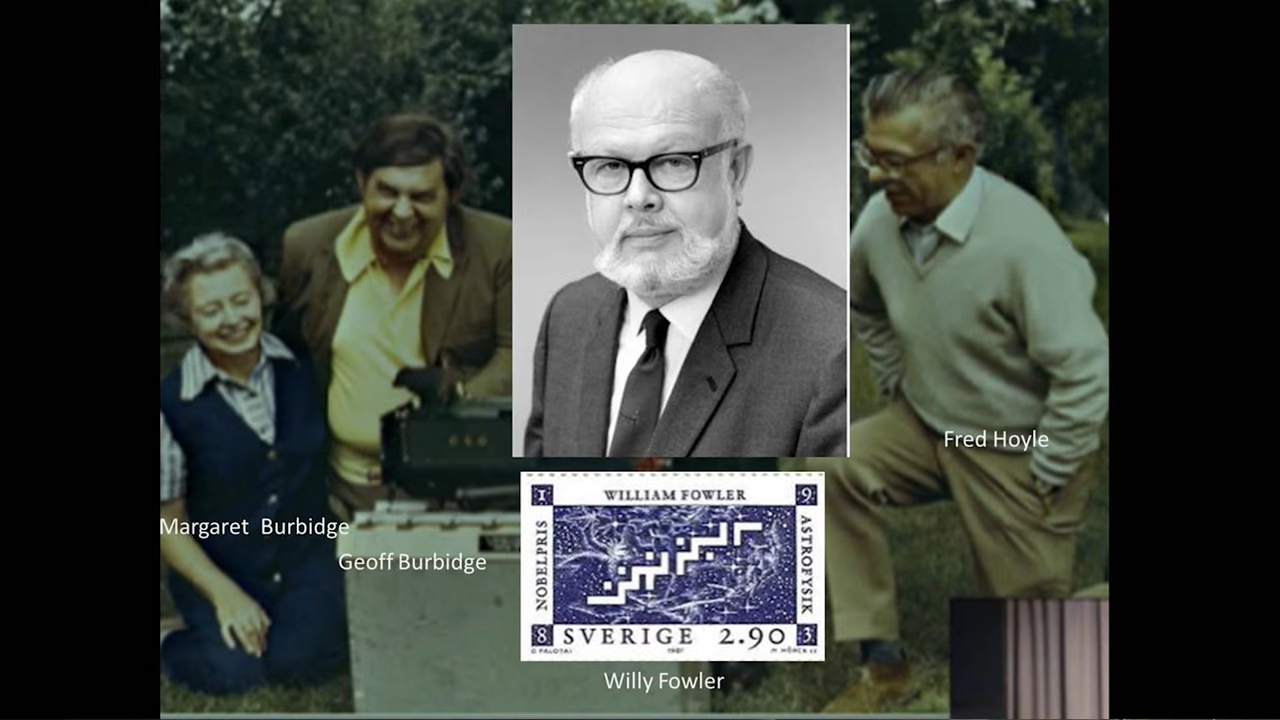 Fred Hoyle
Margaret  Burbidge
Geoff Burbidge
1
WILLIAM FOWLER
9
NOBELPRIS
ASTROFYSIK
8
SVERIGE 2.90
3
Willy Fowler